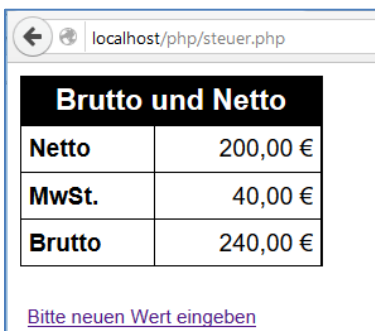 localhost/php/steuer.php
Brutto und Netto
Netto 200,00 €
MwSt. 40,00 €
Brutto 240,00 €
Bitte neuen Wert eingeben